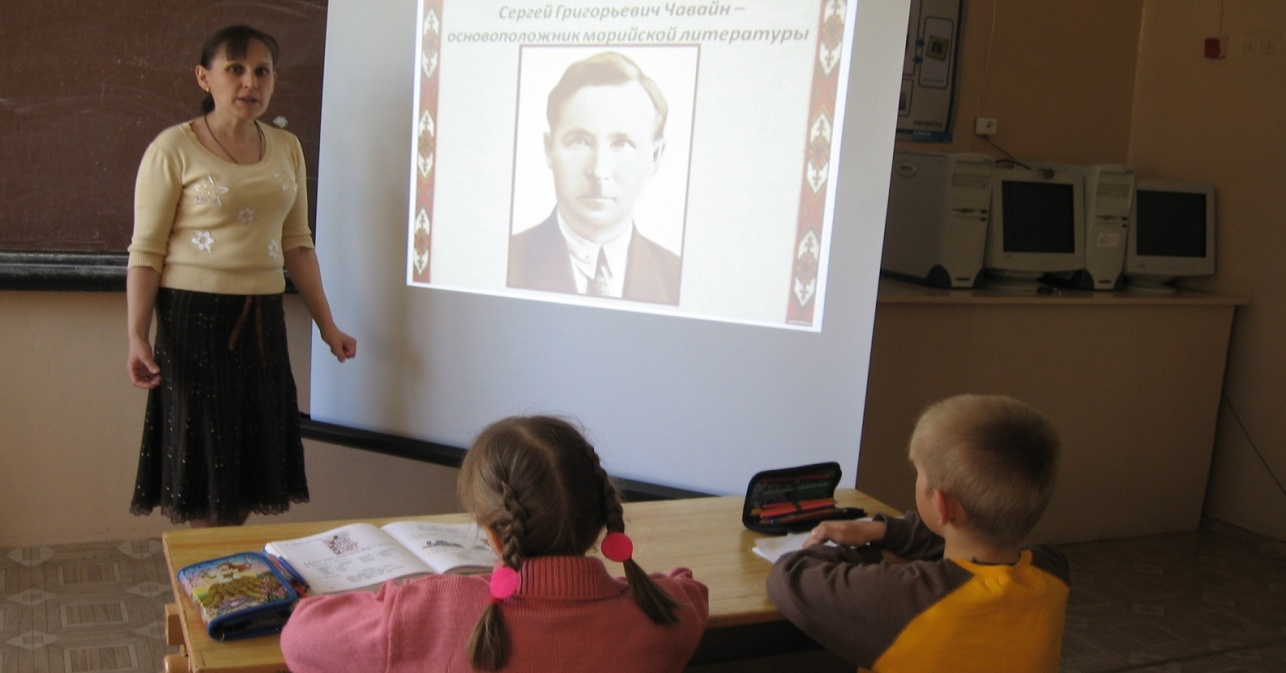 Сергей Григорьевич Чавайн –
основоположник марийской литературы